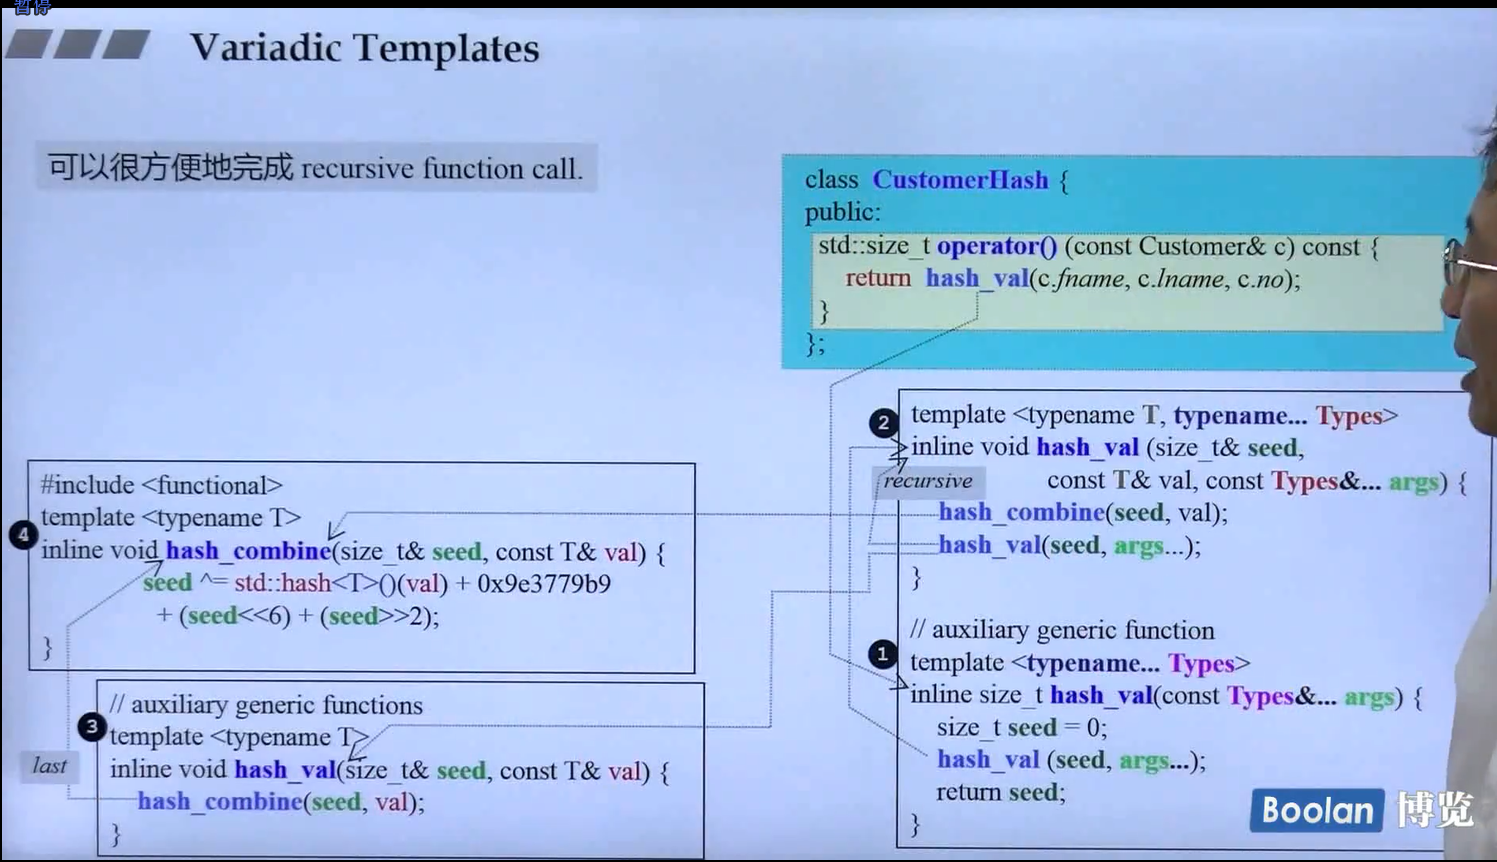 暂停
Variadic Templates
可以很方便地完成 recursive function call.
class CustomerHash {
public:
std::size_t operator() (const Customer& c) const {
return hash_val(c.fname, c.lname, c.no);
}
};
2
template <typename T, typename... Types>
inline void hash_val (size_t& seed,
recursive
const T& val, const Types&... args) {
hash_combine(seed, val);
hash_val(seed, args...);
}
// auxiliary generic function
1
template <typename... Types>
inline size_t hash_val(const Types&... args) {
size_t seed = 0;
hash_val (seed, args...);
return seed;
}
#include <functional>
template <typename T>
4
inline void hash_combine(size_t& seed, const T& val) {
seed ^= std::hash<T>()(val) + 0x9e3779b9
+ (seed<<6) + (seed>>2);
}
// auxiliary generic functions
3
template <typename T>
inline void hash_val(size_t& seed, const T& val) {
last
hash_combine(seed, val);
}
Boolan 博览